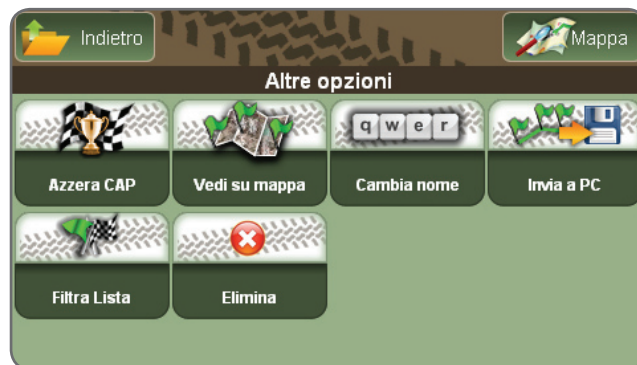 Indietro
Mappa
Altre opzioni
q w e r
Azzera CAP
Vedi su mappa
Cambia nome
Invia a PC
Filtra Lista
Elimina